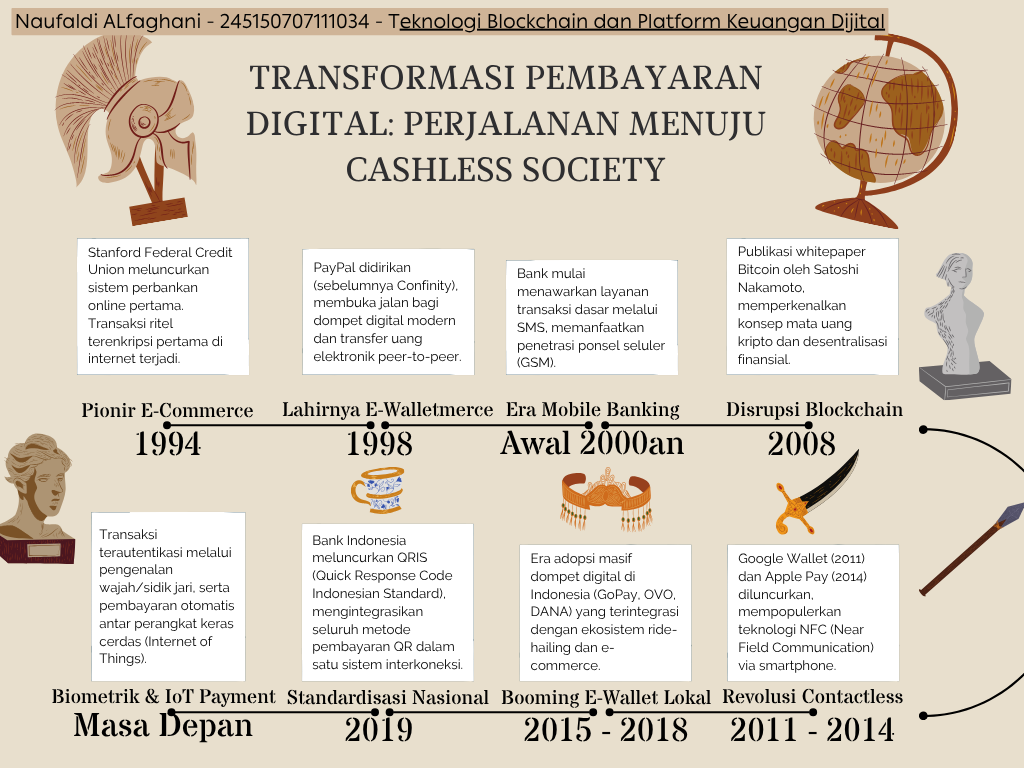 Naufaldi ALfaghani - 245150707111034 - Teknologi Blockchain dan Platform Keuangan Dijital
TRANSFORMASI PEMBAYARAN
DIGITAL: PERJALANAN MENUJU
CASHLESS SOCIETY
Stanford Federal Credit
Union meluncurkan
sistem perbankan
online pertama.
Transaksi ritel
terenkripsi pertama di
internet terjadi.
Pionir E-Commerce
1994
PayPal didirikan
(sebelumnya Confinity),
membuka jalan bagi
dompet digital modern
dan transfer uang
elektronik peer-to-peer.
Lahirnya E-Walletmerce
1998
Bank mulai
menawarkan layanan
transaksi dasar melalui
SMS, memanfaatkan
penetrasi ponsel seluler
(GSM).
Era Mobile Banking
Awal 2000an
Publikasi whitepaper
Bitcoin oleh Satoshi
Nakamoto,
memperkenalkan
konsep mata uang
kripto dan desentralisasi
finansial.
Disrupsi Blockchain
2008
Google Wallet (2011)
dan Apple Pay (2014)
diluncurkan,
mempopulerkan
teknologi NFC (Near
Field Communication)
via smartphone.
Revolusi Contactless
2011 - 2014
Era adopsi masif
dompet digital di
Indonesia (GoPay, OVO,
DANA) yang terintegrasi
dengan ekosistem ride-
hailing dan e-
commerce.
Booming E-Wallet Lokal
2015 - 2018
Bank Indonesia
meluncurkan QRIS
(Quick Response Code
Indonesian Standard),
mengintegrasikan
seluruh metode
pembayaran QR dalam
satu sistem interkoneksi.
Standardisasi Nasional
2019
Transaksi
terautentikasi melalui
pengenalan
wajah/sidik jari, serta
pembayaran otomatis
antar perangkat keras
cerdas (Internet of
Things).
Biometrik & IoT Payment
Masa Depan